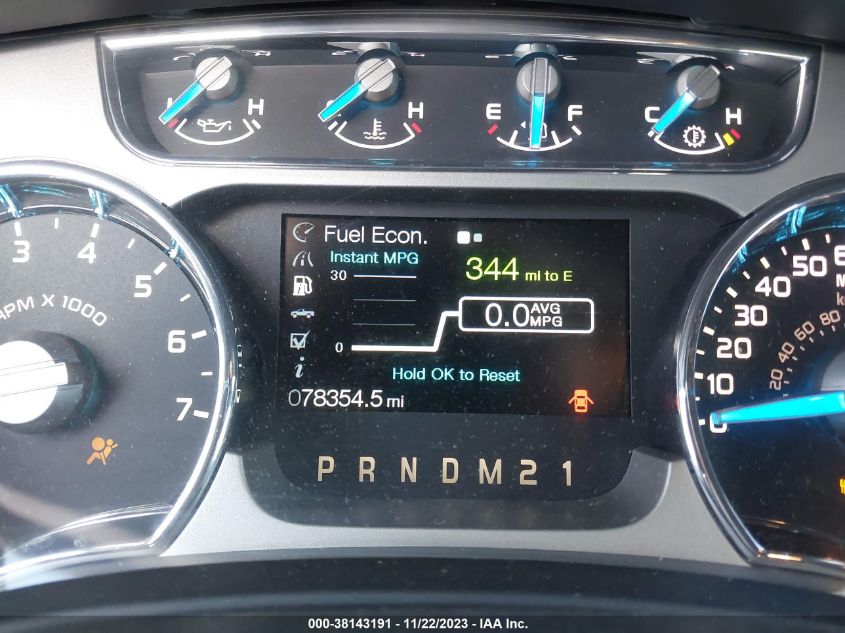 H
H
E F
C H
Fuel Econ.
Instant MPG
30
344 mi to E
0.0 AVG MPG
0
Hold OK to Reset
078354.5 mi
P R N D M 2 1
3 4 5 6 7
RPM X 1000
0 10 20 30 40 50
20 40 60 80
000-38143191 - 11/22/2023 - IAA Inc.